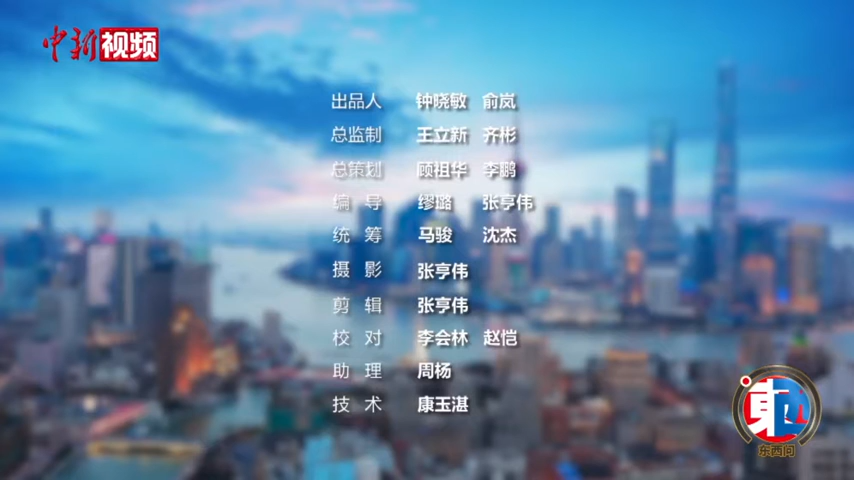 中新视频
出品人 钟晓敏 俞岚
总监制 王立新 齐彬
总策划 顾祖华 李鹏
编导 缪璐 张亨伟
统筹 马骏 沈杰
摄影 张亨伟
剪辑 张亨伟
校对 李会林 赵恺
助理 周杨
技术 康玉湛
东西问